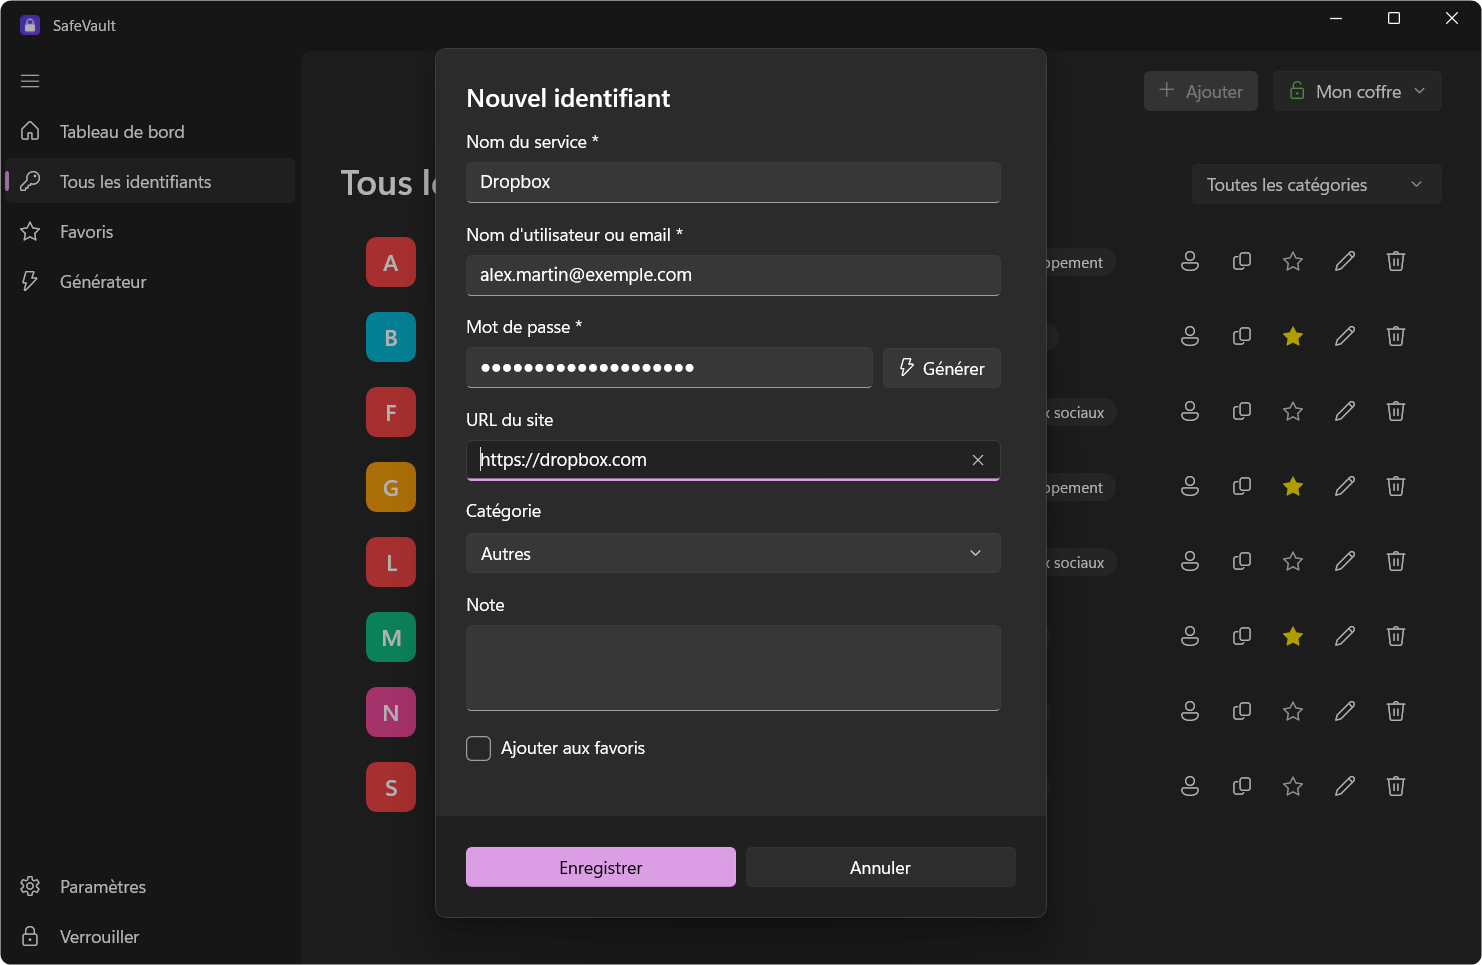 SafeVault
Tableau de bord
Tous les identifiants
Favoris
Générateur
Paramètres
Verrouiller
Ajouter
Mon coffre
Tous
Toutes les catégories
A
B
F
sociaux
G
L
sociaux
M
N
S
Nouvel identifiant
Nom du service *
Dropbox
Nom d'utilisateur ou email *
alex.martin@exemple.com
Mot de passe *
••••••••••••••••••••
Générer
URL du site
https://dropbox.com
Catégorie
Autres
Note
Ajouter aux favoris
Enregistrer
Annuler